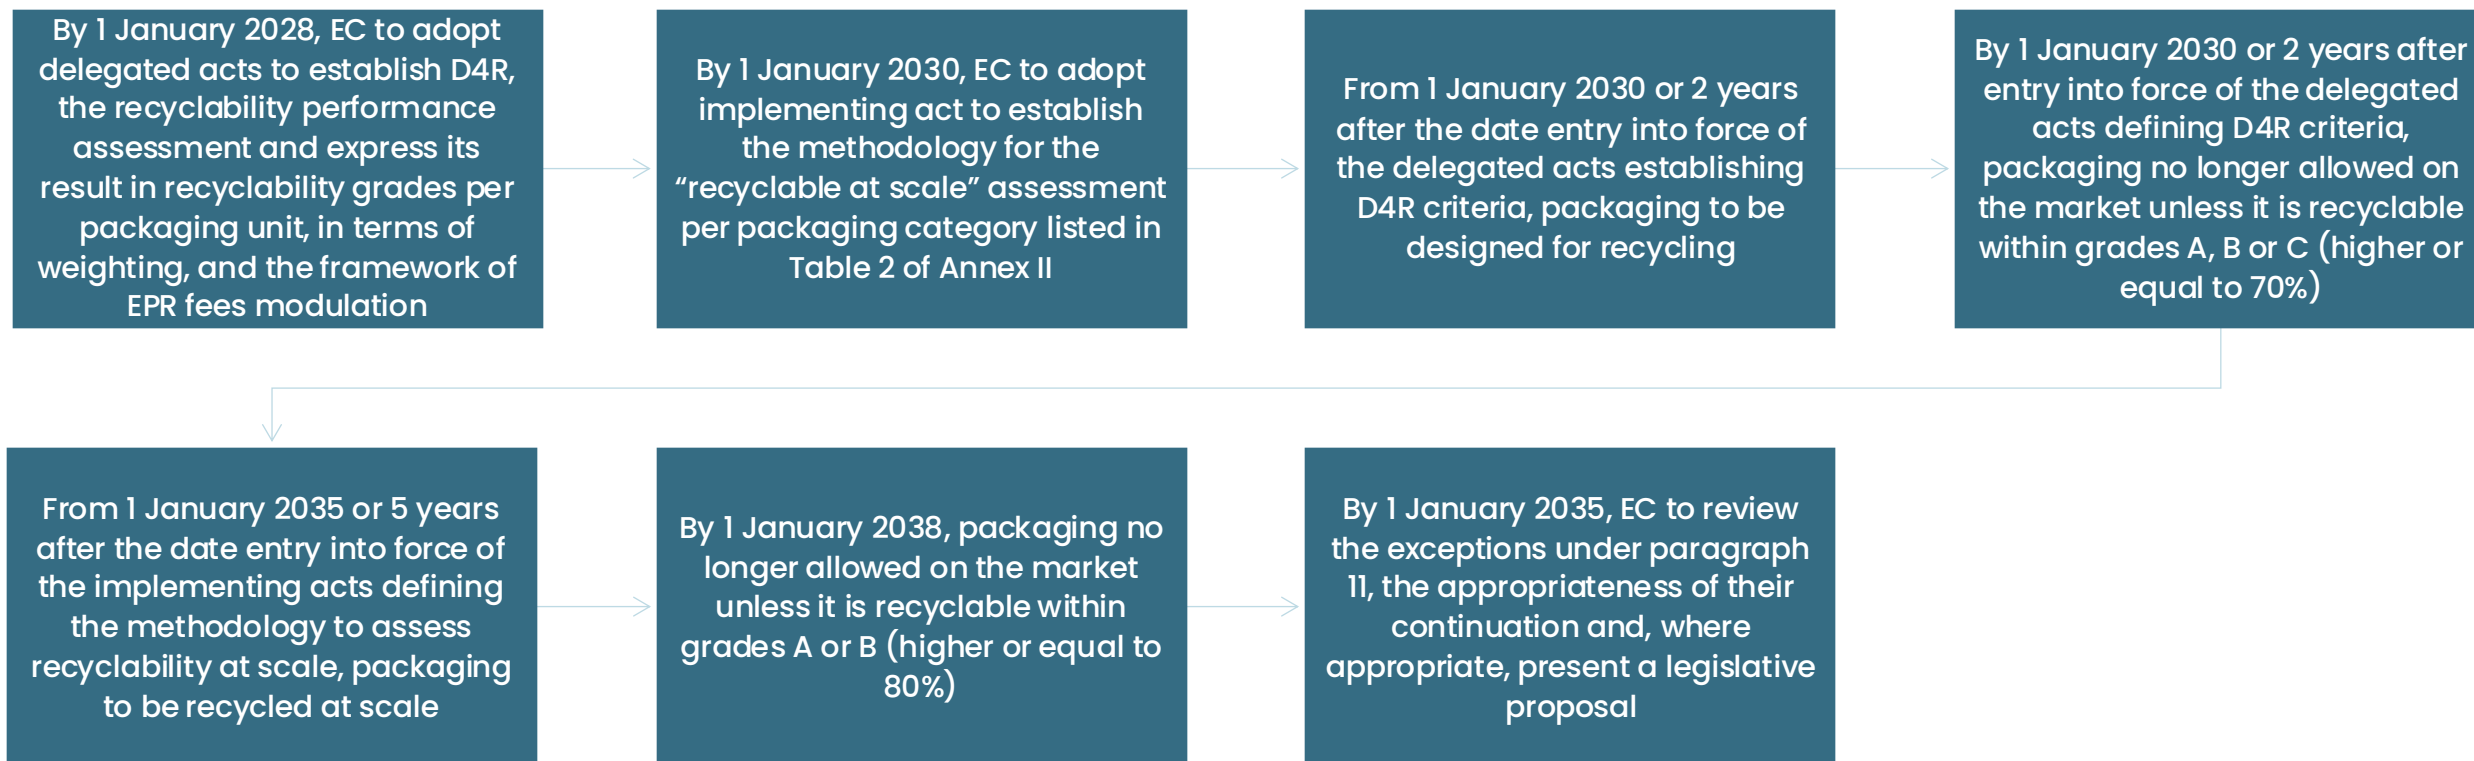 By 1 January 2028, EC to adopt
delegated acts to establish D4R,
the recyclability performance
assessment and express its
result in recyclability grades per
packaging unit, in terms of
weighting, and the framework of
EPR fees modulation
By 1 January 2030, EC to adopt
implementing act to establish
the methodology for the
“recyclable at scale” assessment
per packaging category listed in
Table 2 of Annex II
From 1 January 2030 or 2 years
after the date entry into force of
the delegated acts establishing
D4R criteria, packaging to be
designed for recycling
By 1 January 2030 or 2 years after
entry into force of the delegated
acts defining D4R criteria,
packaging no longer allowed on
the market unless it is recyclable
within grades A, B or C (higher or
equal to 70%)
From 1 January 2035 or 5 years
after the date entry into force of
the implementing acts defining
the methodology to assess
recyclability at scale, packaging
to be recycled at scale
By 1 January 2038, packaging no
longer allowed on the market
unless it is recyclable within
grades A or B (higher or equal to
80%)
By 1 January 2035, EC to review
the exceptions under paragraph
11, the appropriateness of their
continuation and, where
appropriate, present a legislative
proposal